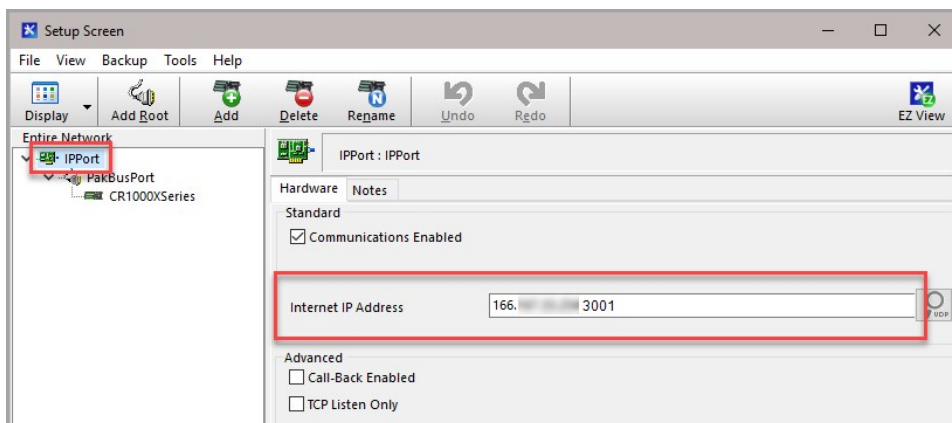 Setup Screen
File View Backup Tools Help
Display Add Root Add Delete Rename Undo Redo EZ View
Entire Network
IPPort
PakBusPort
CR1000XSeries
IPPort : IPPort
Hardware Notes
Standard
Communications Enabled
Internet IP Address 166. 3001
UDP
Advanced
Call-Back Enabled
TCP Listen Only